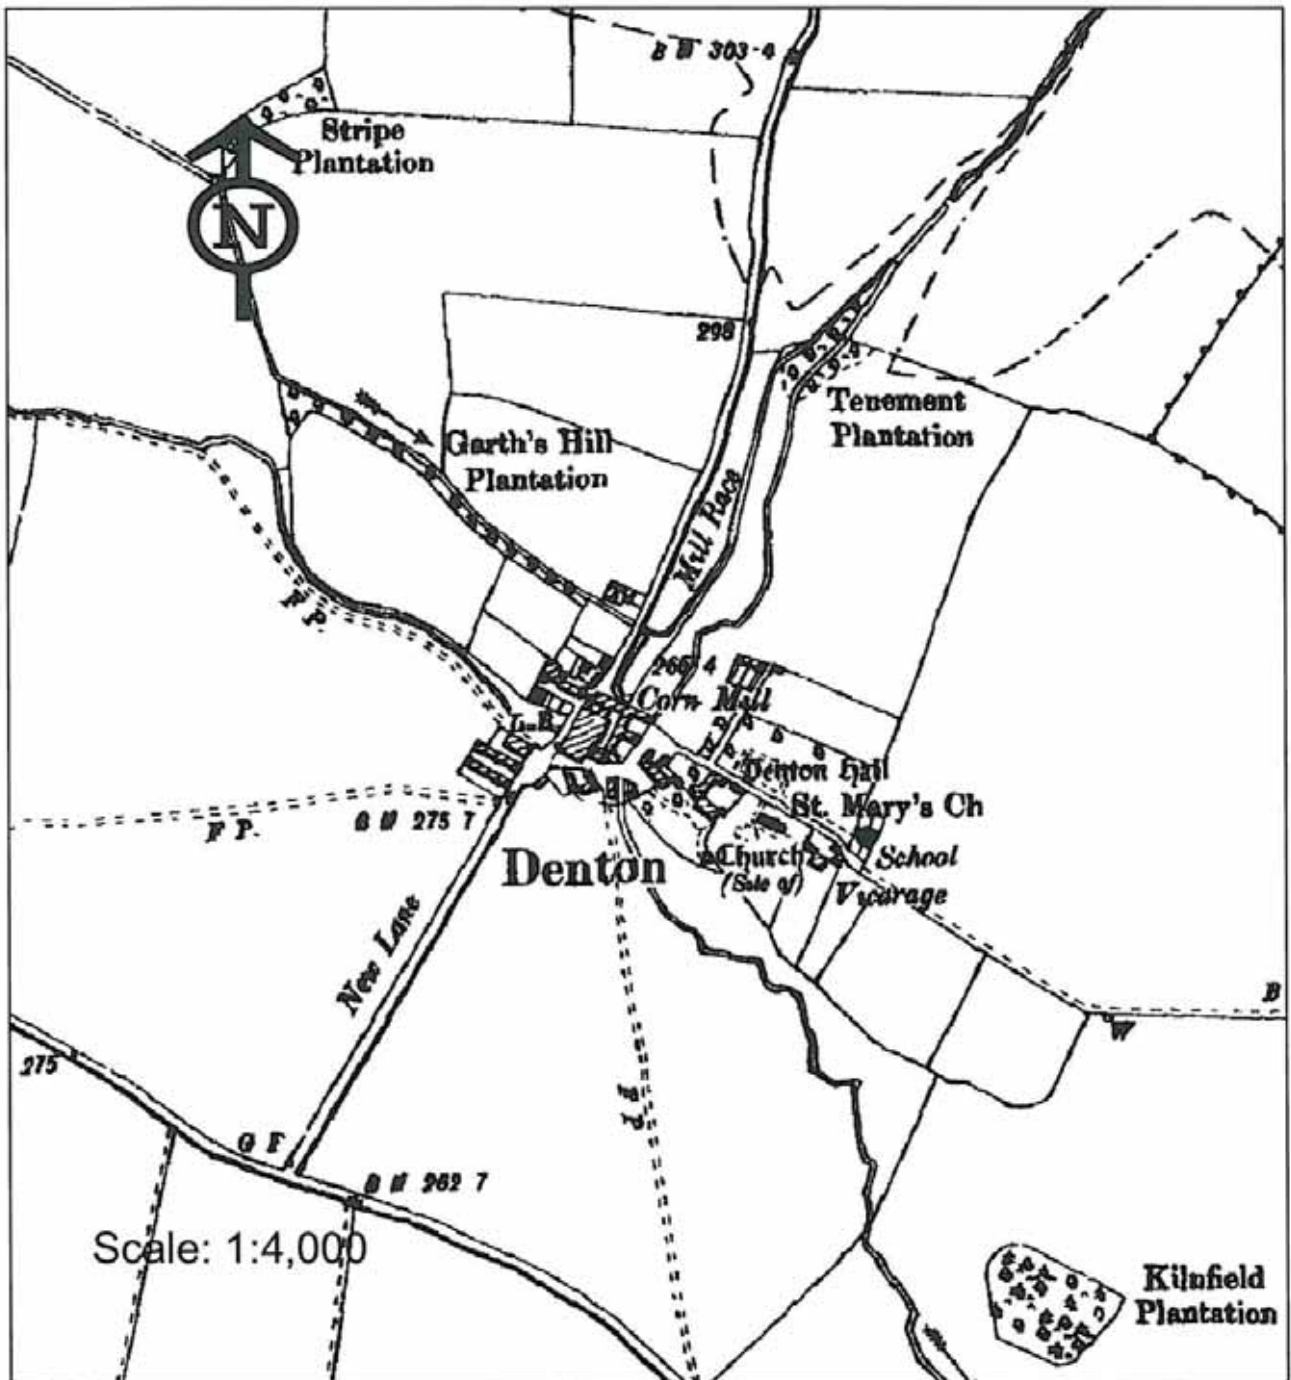 B M 303·4
Stripe
Plantation
N
298
Tenement
Plantation
Garth's Hill
Plantation
Mill Race
F P.
Corn Mill
L.B.
Denton Hall
St. Mary's Ch
F P.
B M 275 7
Denton
Church
(Site of)
School
Vicarage
New Lane
B
W
275
F P
G P
B M 262 7
Scale: 1:4,000
Kilnfield
Plantation